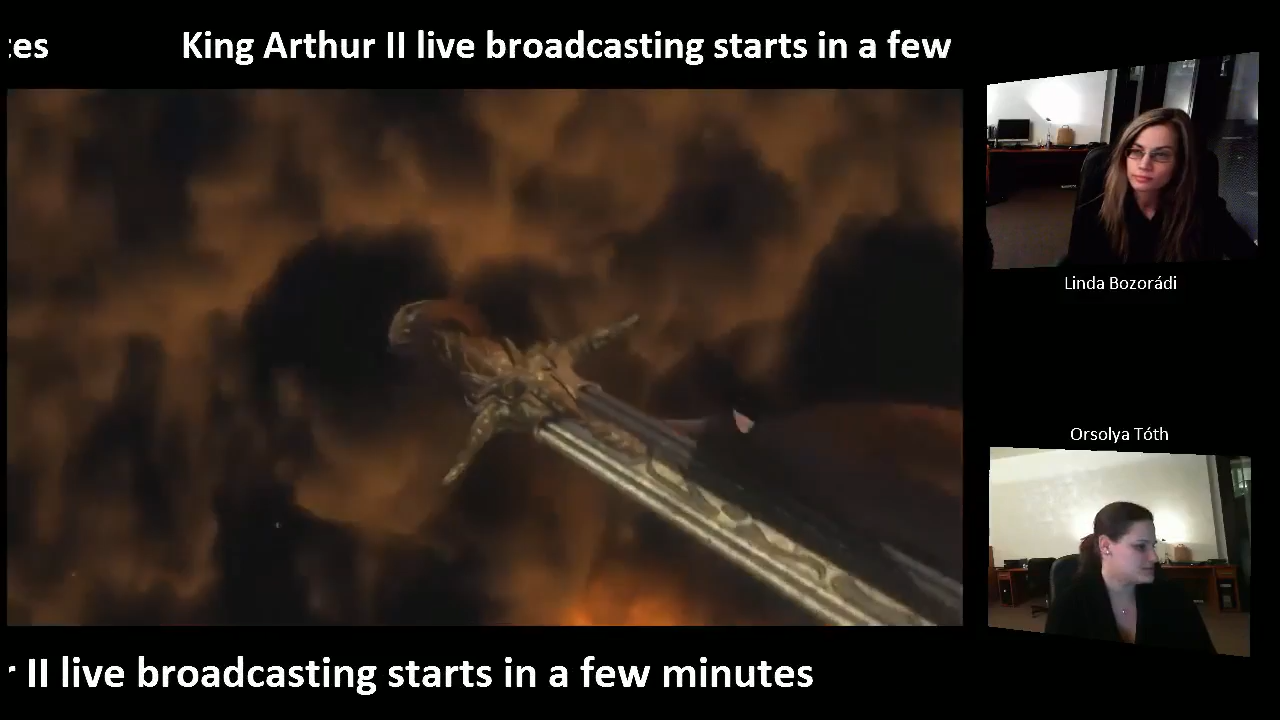 :es King Arthur II live broadcasting starts in a few
Linda Bozorádi
Orsolya Tóth
r II live broadcasting starts in a few minutes